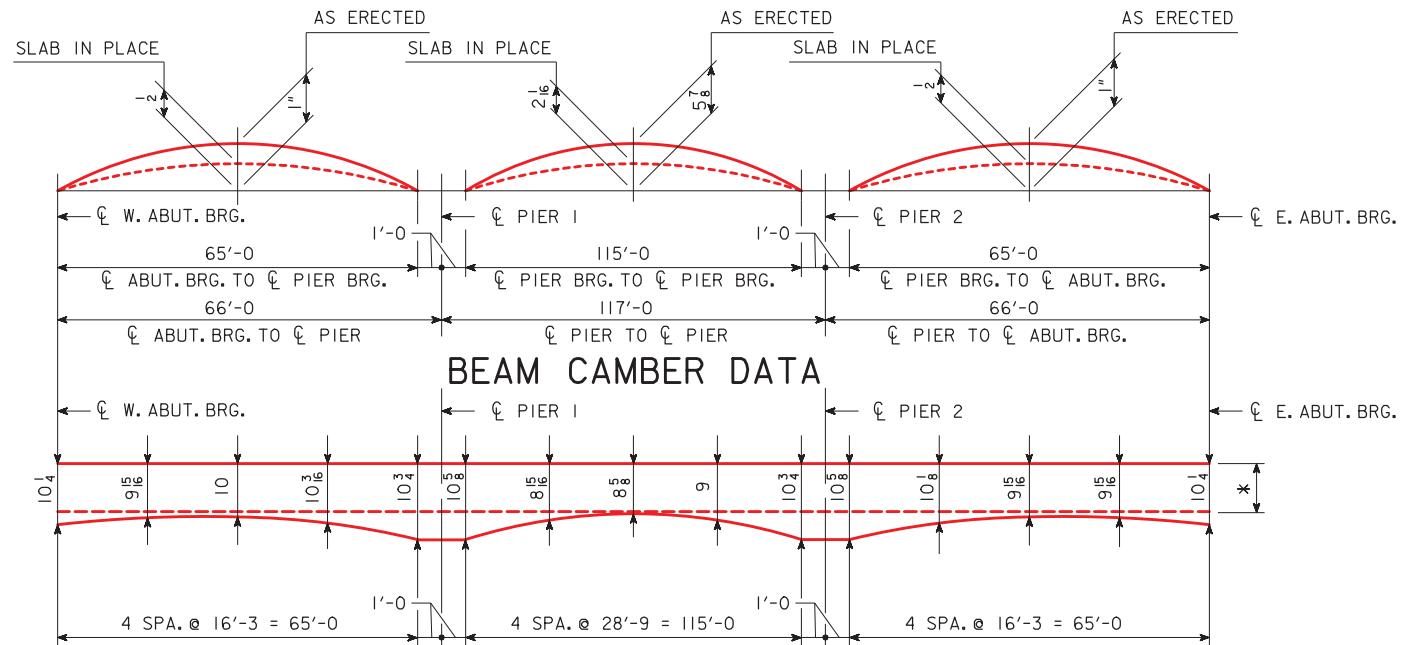 AS ERECTED AS ERECTED AS ERECTED
SLAB IN PLACE SLAB IN PLACE SLAB IN PLACE
1/2 1" 2 1/16 5 7/8 1/2 1"
℄ W. ABUT. BRG. ℄ PIER 1 ℄ PIER 2 ℄ E. ABUT. BRG.
1'-0 1'-0
65'-0 115'-0 65'-0
℄ ABUT. BRG. TO ℄ PIER BRG. ℄ PIER BRG. TO ℄ PIER BRG. ℄ PIER BRG. TO ℄ ABUT. BRG.
66'-0 117'-0 66'-0
℄ ABUT. BRG. TO ℄ PIER ℄ PIER TO ℄ PIER ℄ PIER TO ℄ ABUT. BRG.
BEAM CAMBER DATA
℄ W. ABUT. BRG. ℄ PIER 1 ℄ PIER 2 ℄ E. ABUT. BRG.
10 1/4 9 15/16 10 10 3/16 10 3/4 10 5/8 8 15/16 8 5/8 9 10 3/4 10 5/8 10 1/8 9 15/16 9 15/16 10 1/4 *
1'-0 1'-0
4 SPA. @ 16'-3 = 65'-0 4 SPA. @ 28'-9 = 115'-0 4 SPA. @ 16'-3 = 65'-0